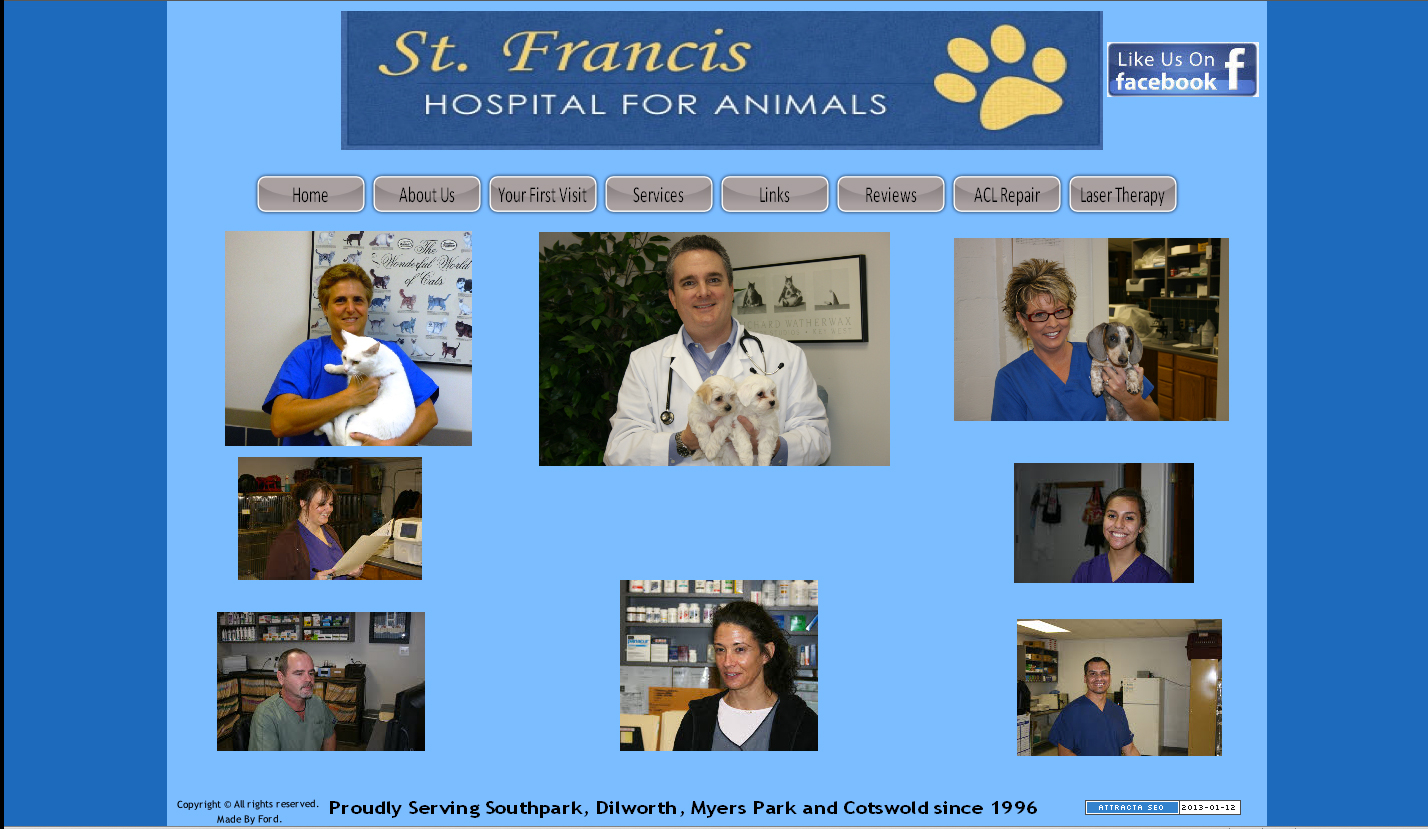 St. Francis
HOSPITAL FOR ANIMALS
Like Us On
facebook f
Home
About Us
Your First Visit
Services
Links
Reviews
ACL Repair
Laser Therapy
The
Wonderful World
of Cats
Copyright © All rights reserved.
Made By Ford.
Proudly Serving Southpark, Dilworth, Myers Park and Cotswold since 1996
ATTRACTA SEO 2013-01-12